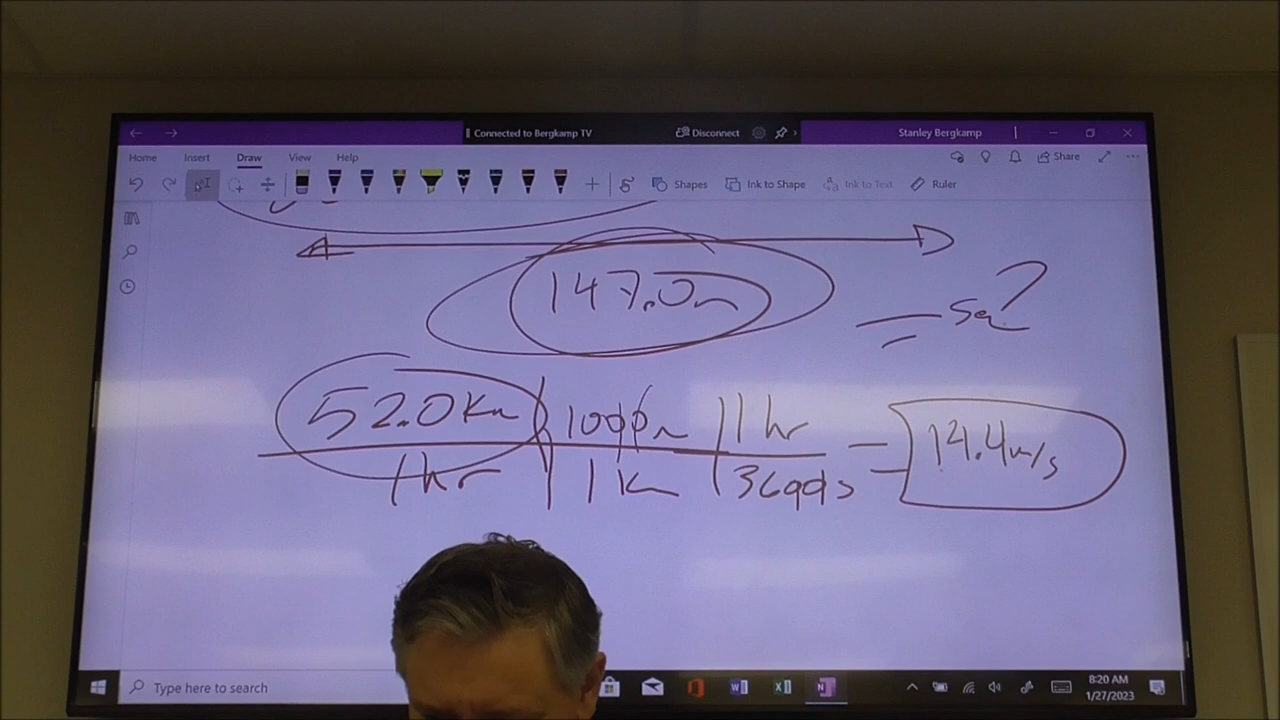 Connected to Bergkamp TV Disconnect Stanley Bergkamp
Home Insert Draw View Help Share
Shapes Ink to Shape Ink to Text Ruler
147.0m
= Sec?
52.0Km | 1000m | 1hr = 14.4m/s
1hr | 1Km | 3600s
Type here to search
8:20 AM
1/27/2023